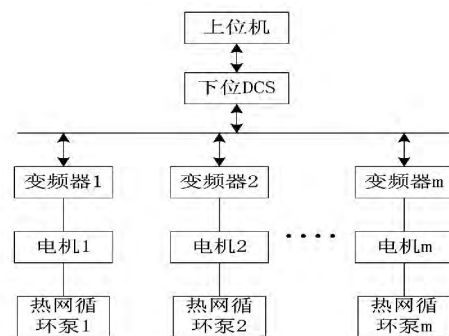 上位机
下位DCS
变频器1
变频器2
变频器m
电机1
电机2
····
电机m
热网循
环泵1
热网循
环泵2
热网循
环泵m